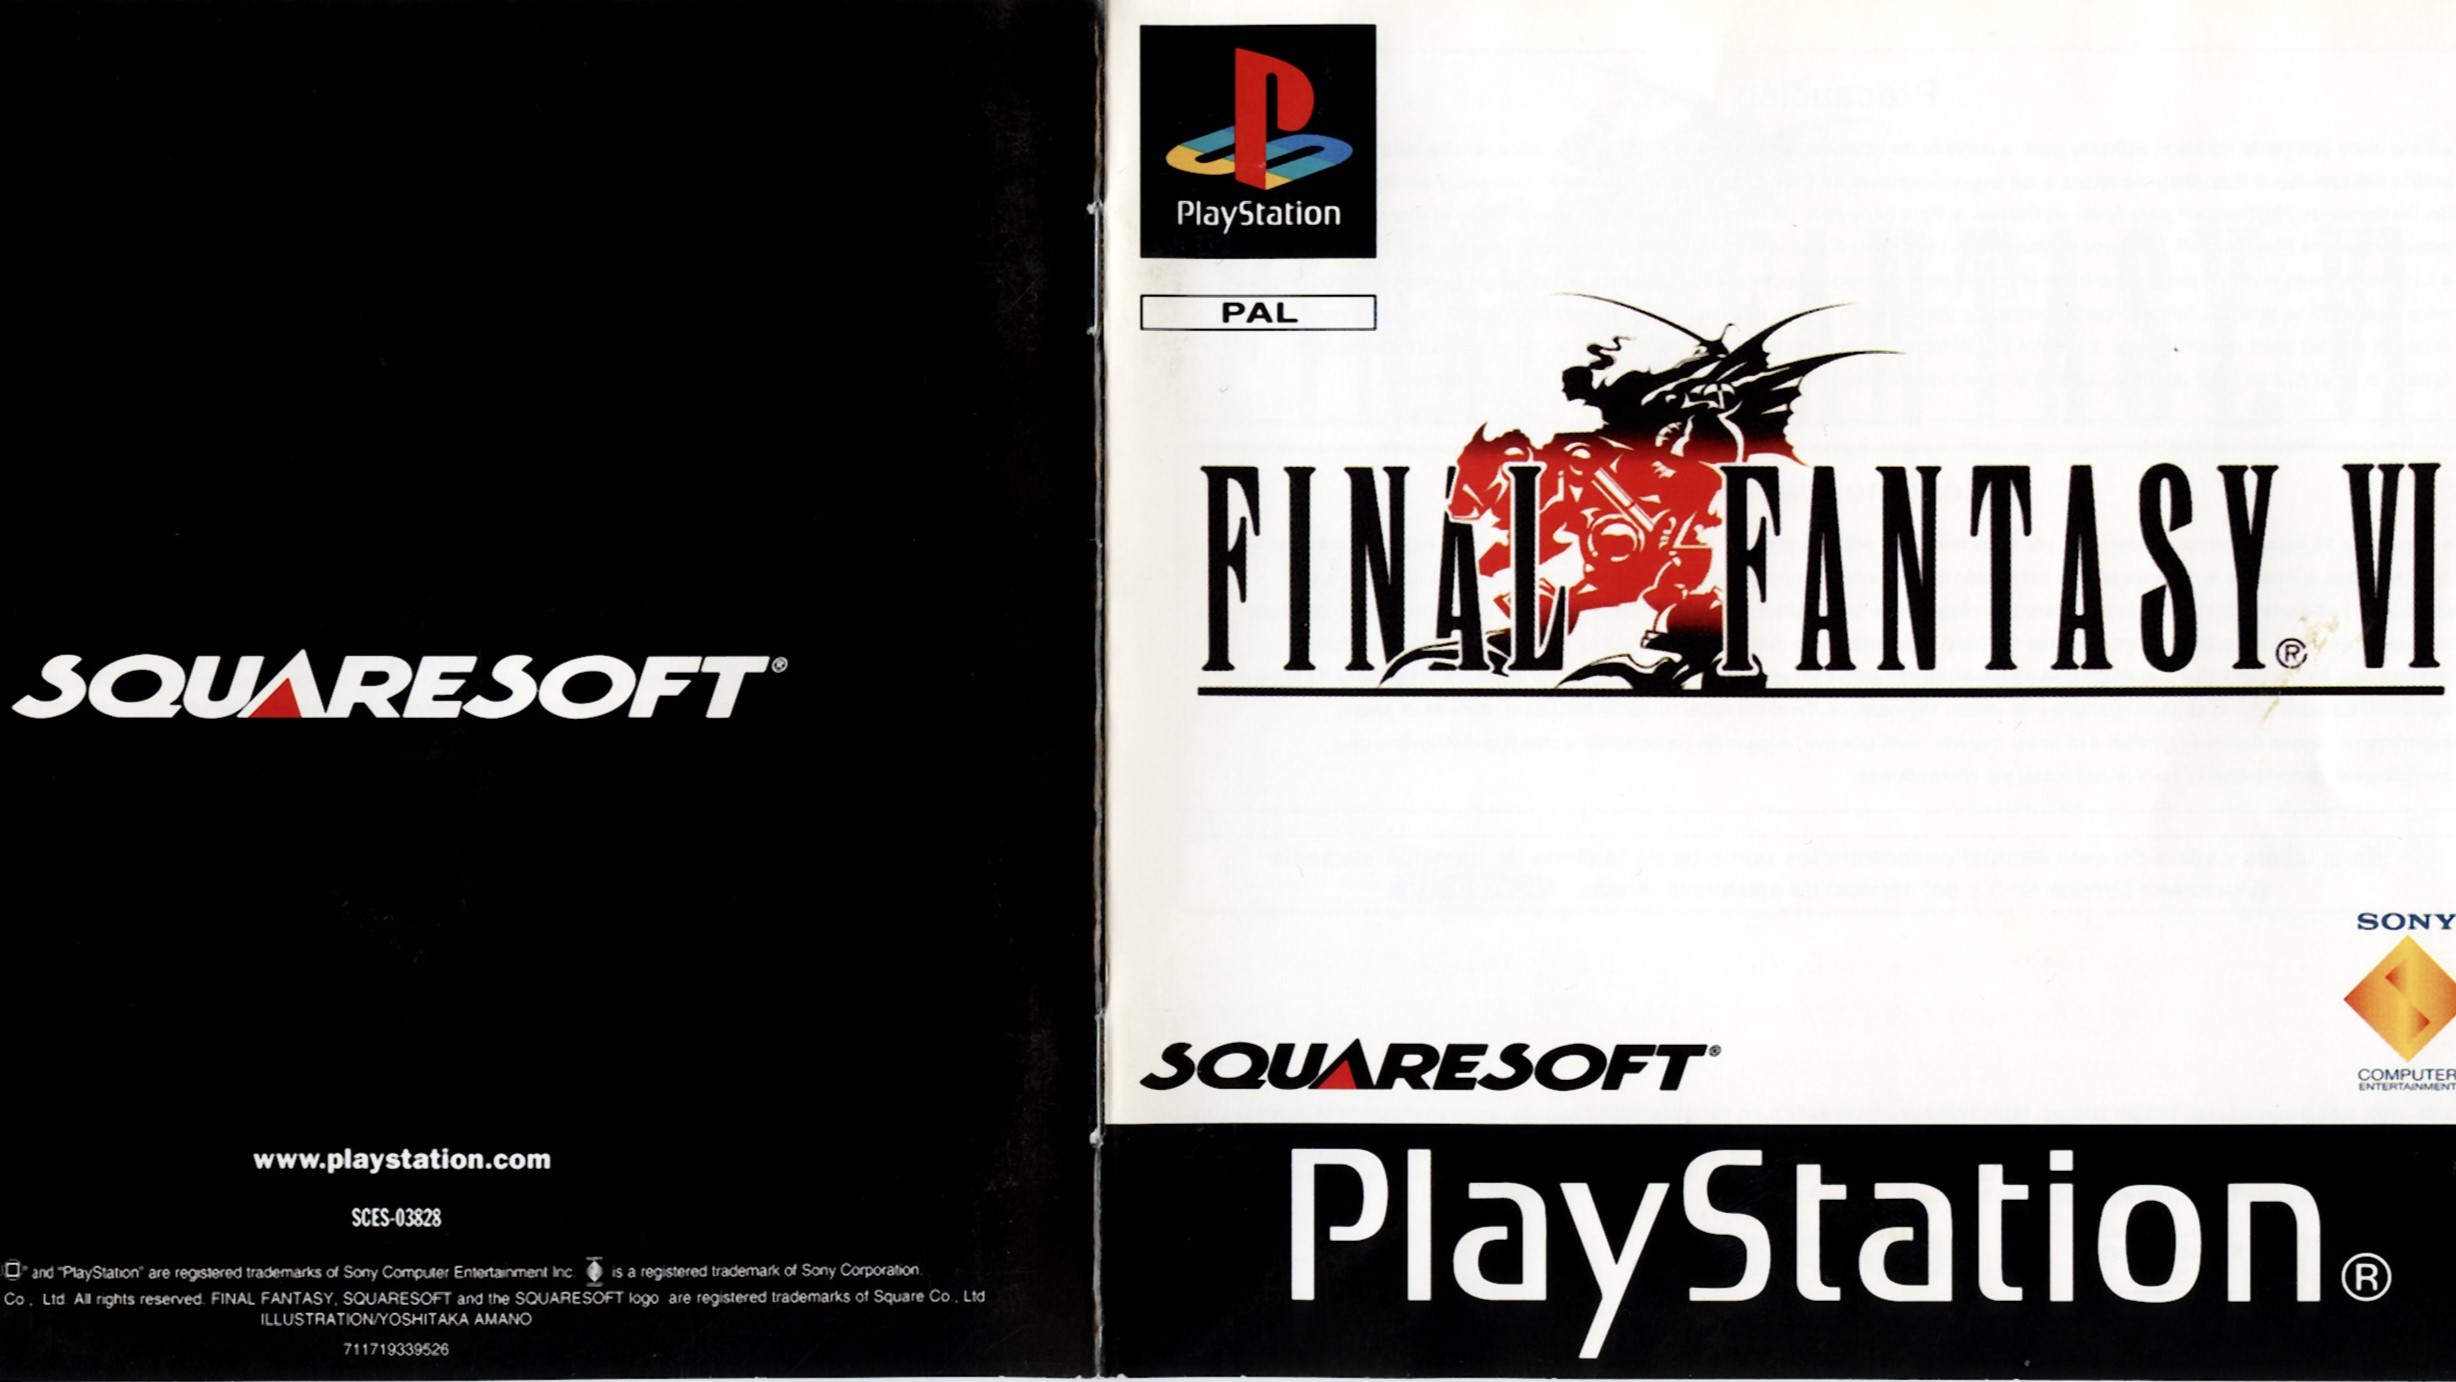 SQUARESOFT®
www.playstation.com
SCES-03828
" and "PlayStation" are registered trademarks of Sony Computer Entertainment Inc. is a registered trademark of Sony Corporation.
Co., Ltd. All rights reserved. FINAL FANTASY, SQUARESOFT and the SQUARESOFT logo are registered trademarks of Square Co., Ltd
ILLUSTRATION/YOSHITAKA AMANO
711719339526
PlayStation
PAL
FINAL FANTASY® VI
SONY
COMPUTER
ENTERTAINMENT
SQUARESOFT®
PlayStation®